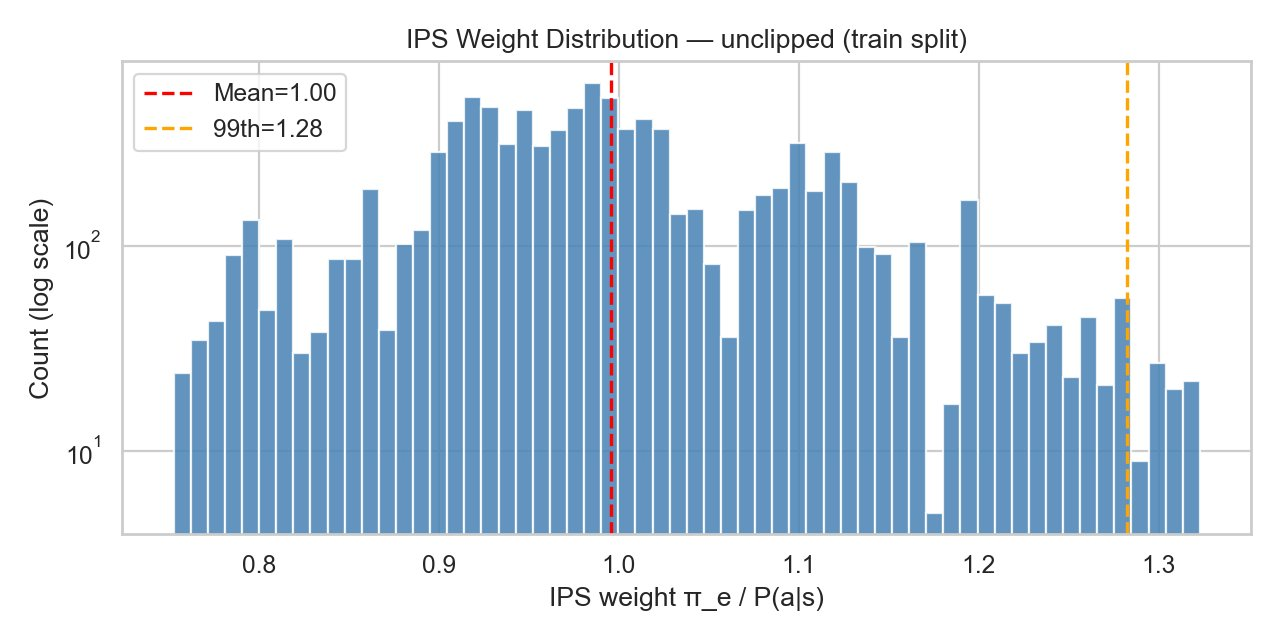 IPS Weight Distribution — unclipped (train split)
Mean=1.00
99th=1.28
Count (log scale)
10²
10¹
0.8 0.9 1.0 1.1 1.2 1.3
IPS weight π_e / P(a|s)